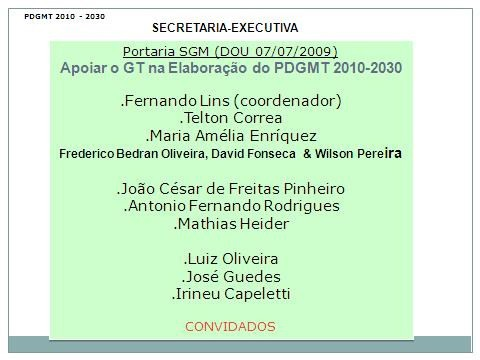 PDGMT 2010 - 2030
SECRETARIA-EXECUTIVA
Portaria SGM (DOU 07/07/2009)
Apoiar o GT na Elaboração do PDGMT 2010-2030
.Fernando Lins (coordenador)
.Telton Correa
.Maria Amélia Enríquez
Frederico Bedran Oliveira, David Fonseca & Wilson Pereira
.João César de Freitas Pinheiro
.Antonio Fernando Rodrigues
.Mathias Heider
.Luiz Oliveira
.José Guedes
.Irineu Capeletti
CONVIDADOS